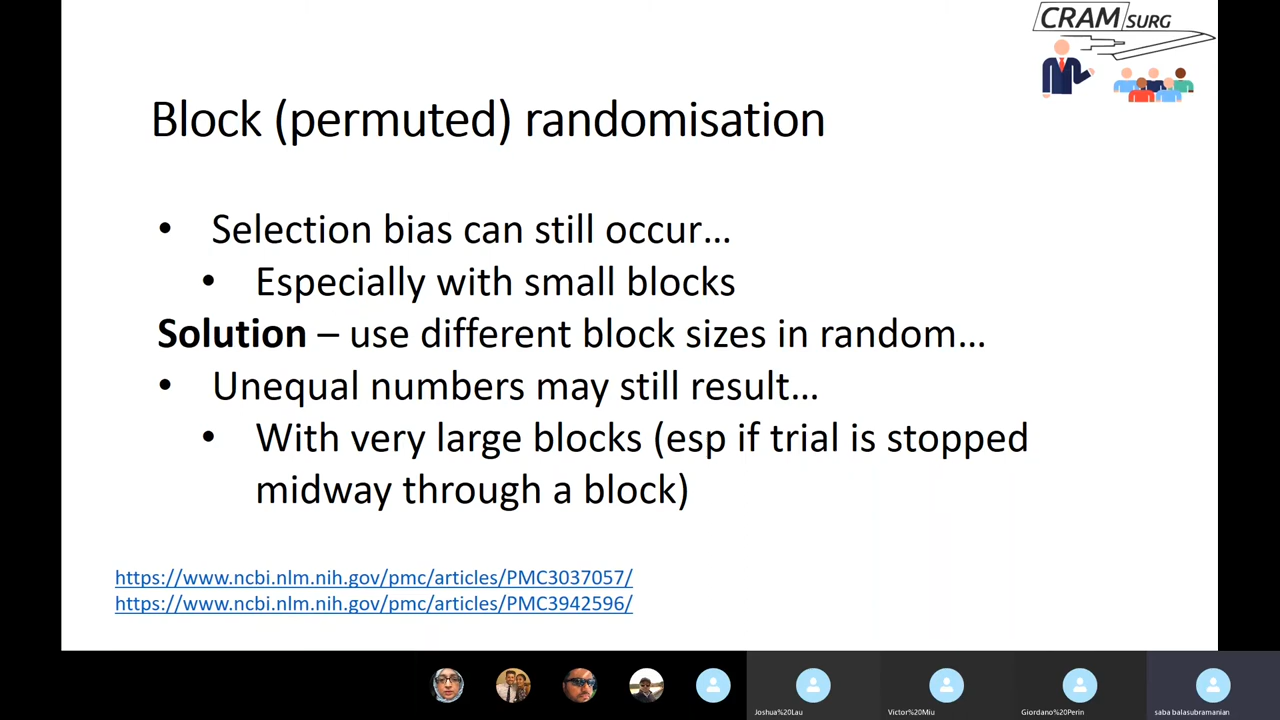 CRAM SURG
Block (permuted) randomisation
• Selection bias can still occur…
• Especially with small blocks
Solution – use different block sizes in random…
• Unequal numbers may still result…
• With very large blocks (esp if trial is stopped
midway through a block)
https://www.ncbi.nlm.nih.gov/pmc/articles/PMC3037057/
https://www.ncbi.nlm.nih.gov/pmc/articles/PMC3942596/
Joshua%20Lau
Victor%20Miu
Giordano%20Perin
saba balasubramanian